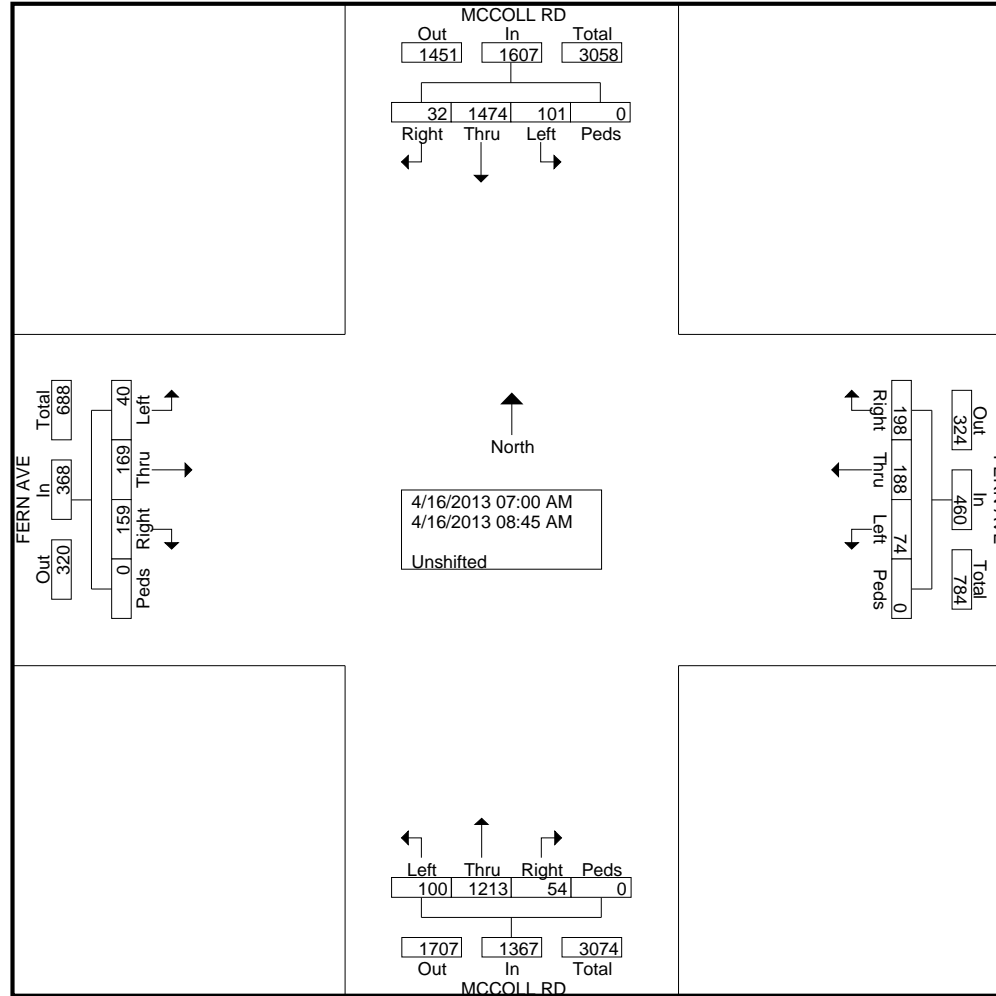 MCCOLL RD
Out In Total
1451 1607 3058
32 1474 101 0
Right Thru Left Peds
FERN AVE
Total In Out
688 368 320
40 169 159 0
Left Thru Right Peds
North
4/16/2013 07:00 AM
4/16/2013 08:45 AM
Unshifted
Right Thru Left Peds
198 188 74 0
Out In Total
324 460 784
FERN AVE
Left Thru Right Peds
100 1213 54 0
1707 1367 3074
Out In Total
MCCOLL RD